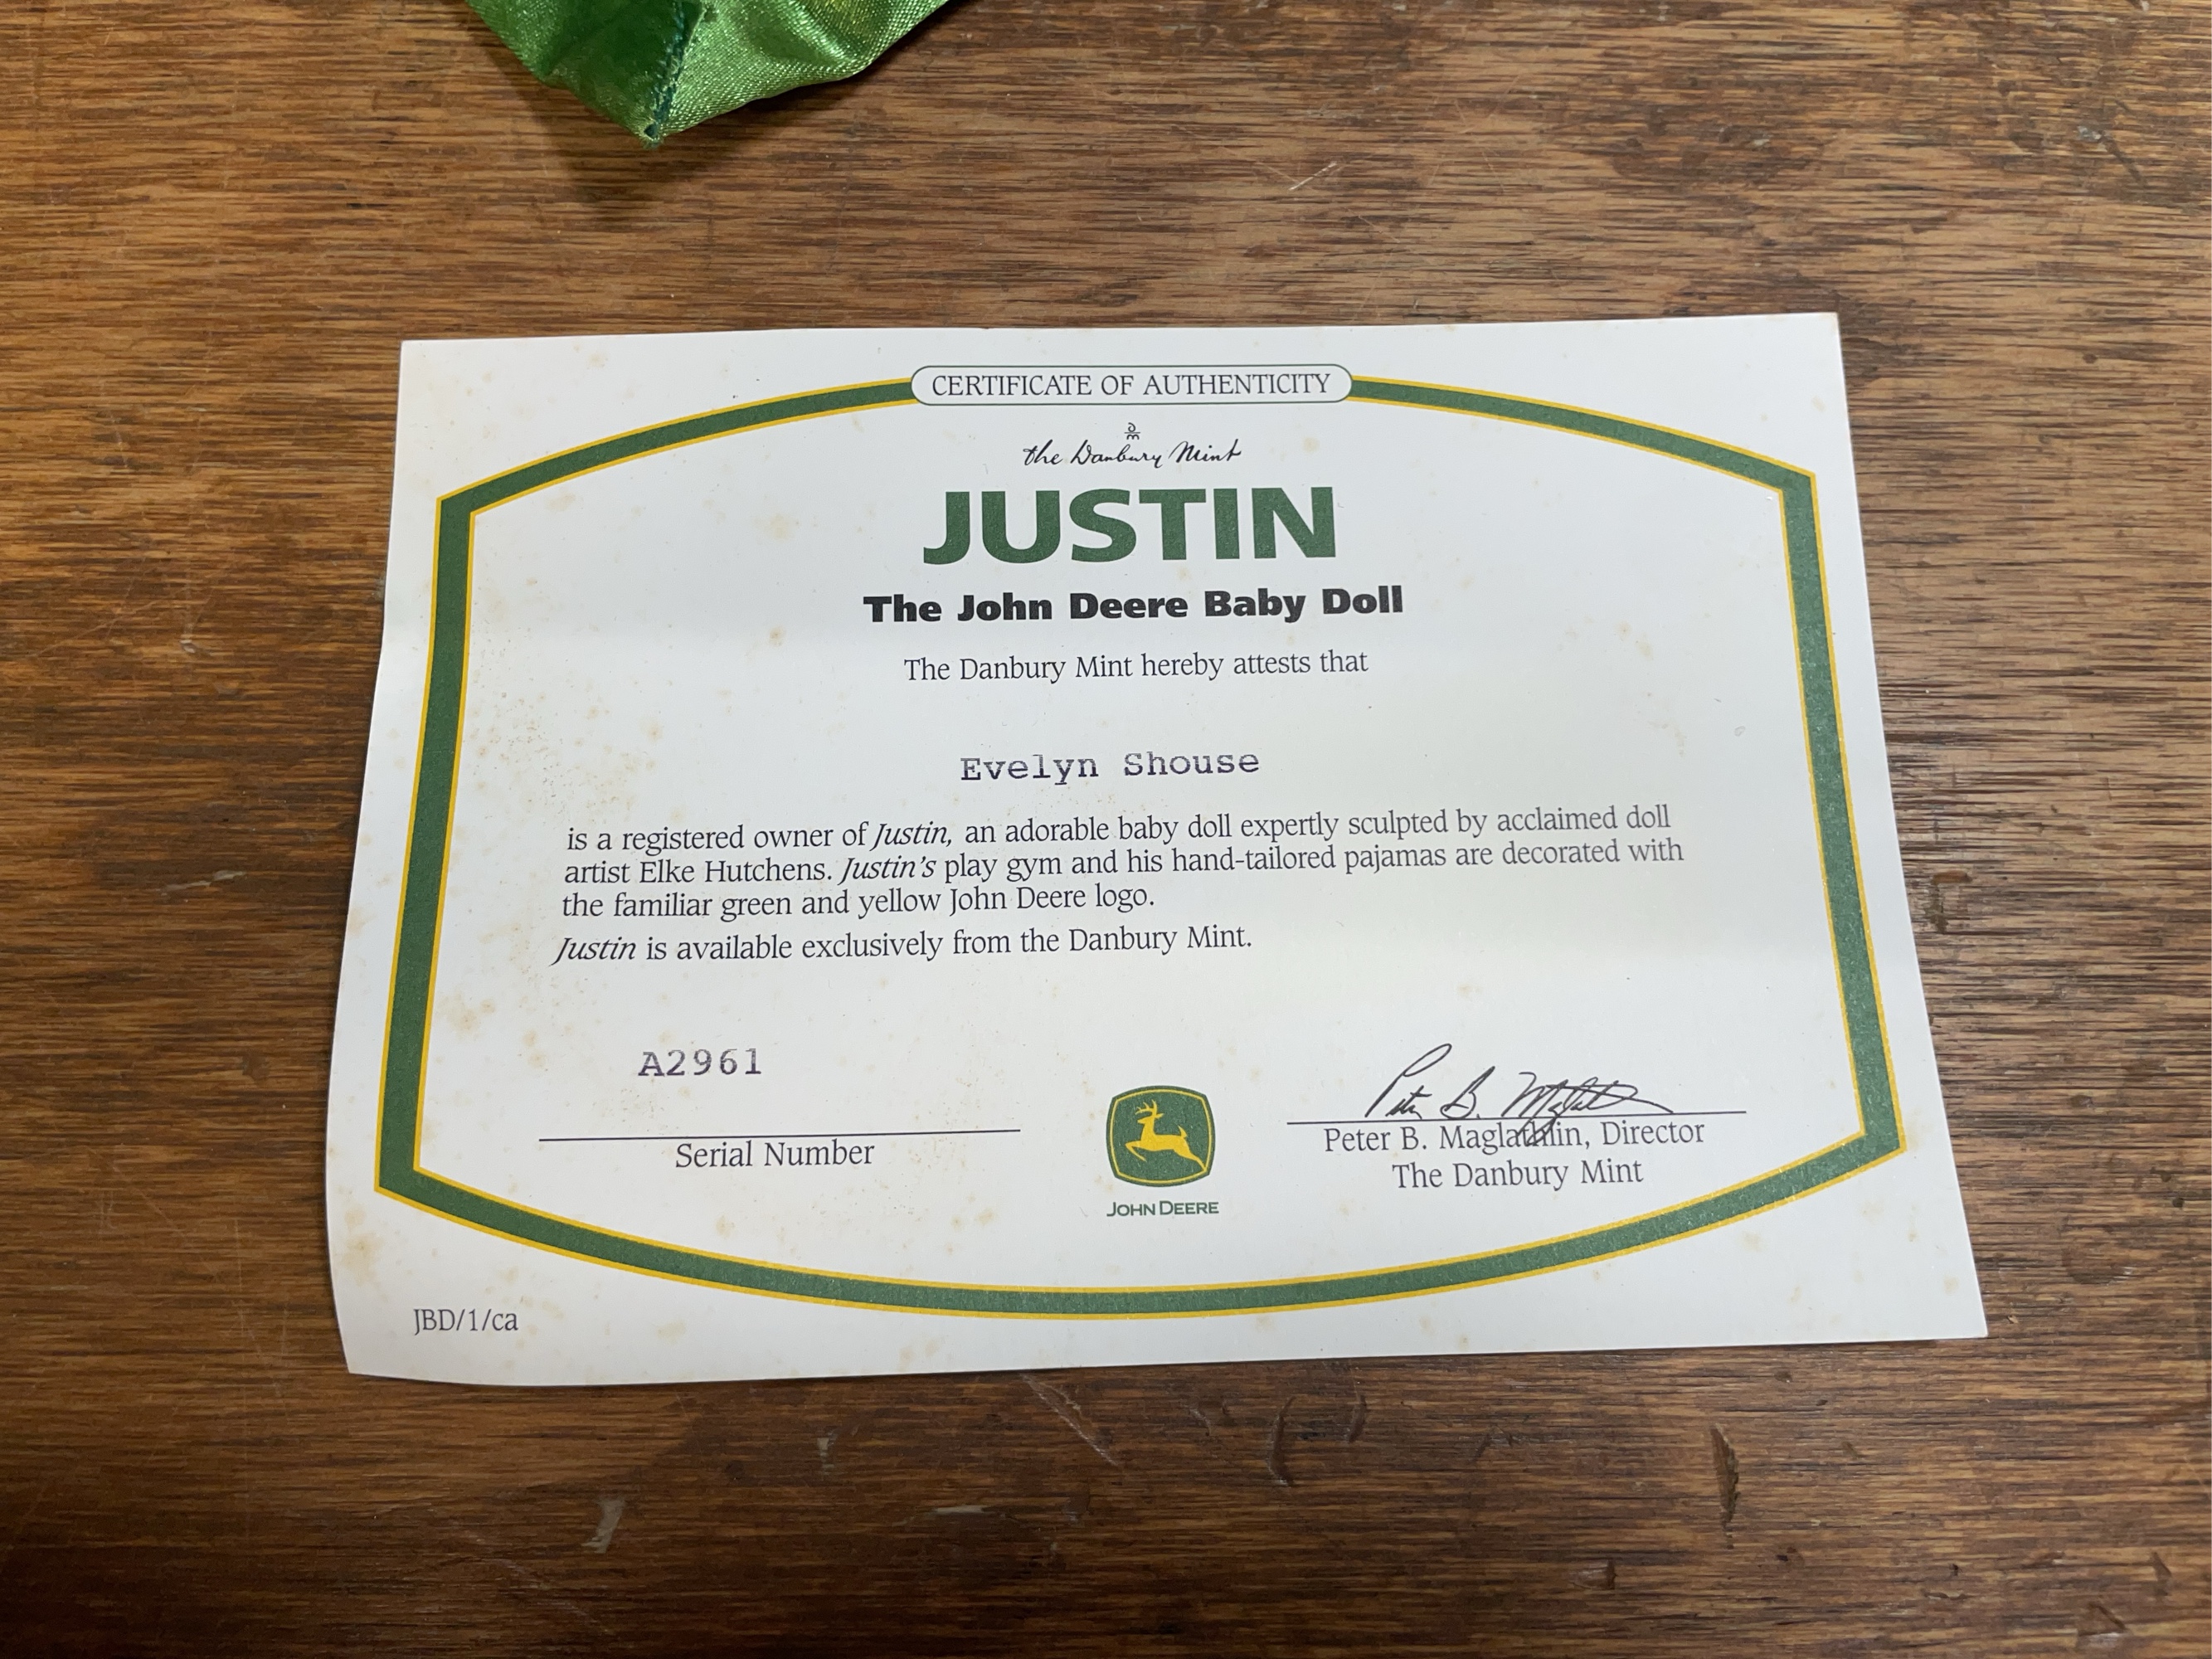 CERTIFICATE OF AUTHENTICITY
the Danbury Mint
JUSTIN
The John Deere Baby Doll
The Danbury Mint hereby attests that
Evelyn Shouse
is a registered owner of Justin, an adorable baby doll expertly sculpted by acclaimed doll
artist Elke Hutchens. Justin's play gym and his hand-tailored pajamas are decorated with
the familiar green and yellow John Deere logo.
Justin is available exclusively from the Danbury Mint.
A2961
Serial Number
JOHN DEERE
Peter B. Maglathlin, Director
The Danbury Mint
JBD/1/ca